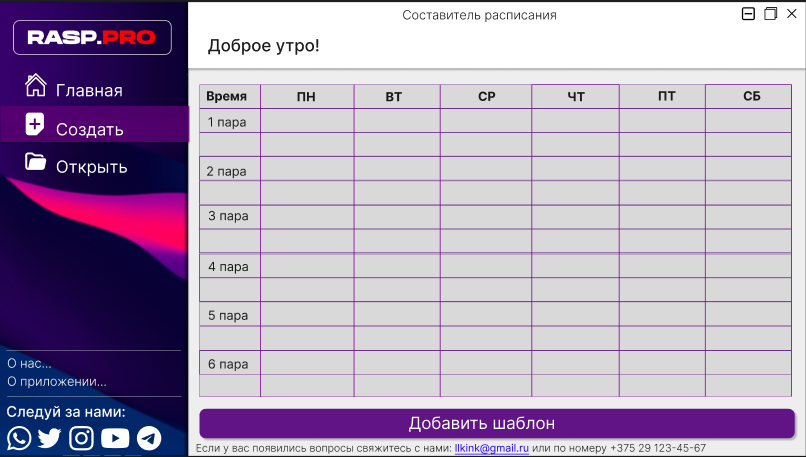 Составитель расписания
RASP.PRO
Доброе утро!
Главная
Создать
Открыть
Время ПН ВТ СР ЧТ ПТ СБ
1 пара
2 пара
3 пара
4 пара
5 пара
6 пара
О нас...
О приложении...
Следуй за нами:
Добавить шаблон
Если у вас появились вопросы свяжитесь с нами: llkink@gmail.ru или по номеру +375 29 123-45-67